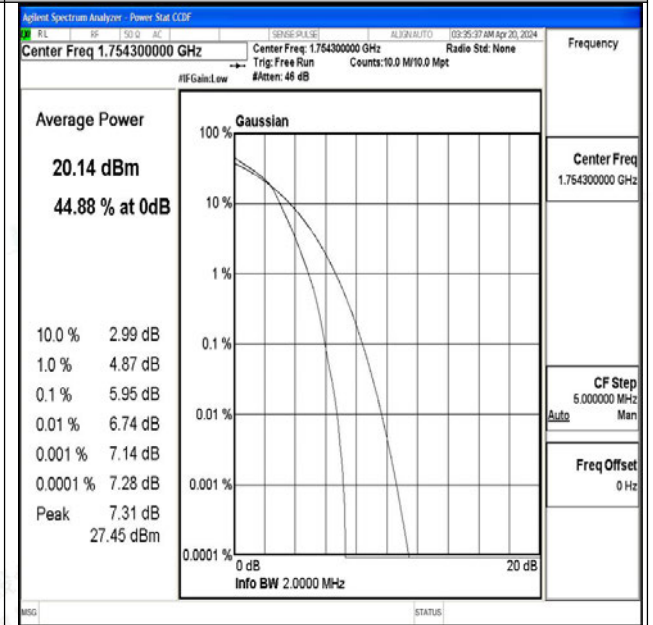 Agilent Spectrum Analyzer - Power Stat CCDF
RL RF 50 Ω AC SENSE:PULSE ALIGN AUTO 03:35:37 AM Apr 20, 2024
Center Freq 1.754300000 GHz
Center Freq: 1.754300000 GHz Radio Std: None
Trig: Free Run Counts:10.0 M/10.0 Mpt
#IFGain:Low #Atten: 46 dB
Frequency
Average Power
20.14 dBm
44.88 % at 0dB
10.0 % 2.99 dB
1.0 % 4.87 dB
0.1 % 5.95 dB
0.01 % 6.74 dB
0.001 % 7.14 dB
0.0001 % 7.28 dB
Peak 7.31 dB
27.45 dBm
Gaussian
100 %
10 %
1 %
0.1 %
0.01 %
0.001 %
0.0001 %
0 dB 20 dB
Info BW 2.0000 MHz
Center Freq
1.754300000 GHz
CF Step
5.000000 MHz
Auto Man
Freq Offset
0 Hz
MSG STATUS